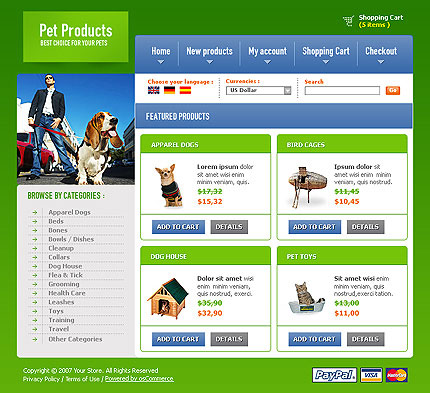 Pet Products
BEST CHOICE FOR YOUR PETS
Shopping Cart
(5 Items)
Home
New products
My account
Shopping Cart
Checkout
Choose your language :
Currencies :
US Dollar
Search
Go
FEATURED PRODUCTS
APPAREL DOGS
Lorem ipsum dolor
sit amet wisi enim
minim veniam, quis.
$17,32
$15,32
ADD TO CART
DETAILS
BIRD CAGES
Ipsum dolor sit
amet wisi enim minim
veniam, quis nostrud.
$11,45
$10,45
ADD TO CART
DETAILS
DOG HOUSE
Dolor sit amet wisi
enim minim veniam,
quis nostrud, exerci.
$35,90
$32,90
ADD TO CART
DETAILS
PET TOYS
Sit amet wisi enim
minim veniam, quis
nostrud,exerci tation.
$13,00
$11,00
ADD TO CART
DETAILS
BROWSE BY CATEGORIES :
Apparel Dogs
Beds
Bones
Bowls / Dishes
Cleanup
Collars
Dog House
Flea & Tick
Grooming
Health Care
Leashes
Toys
Training
Travel
Other Categories
Copyright © 2007 Your Store. All Rights Reserved
Privacy Policy / Terms of Use / Powered by osCommerce
PayPal
VISA
MasterCard